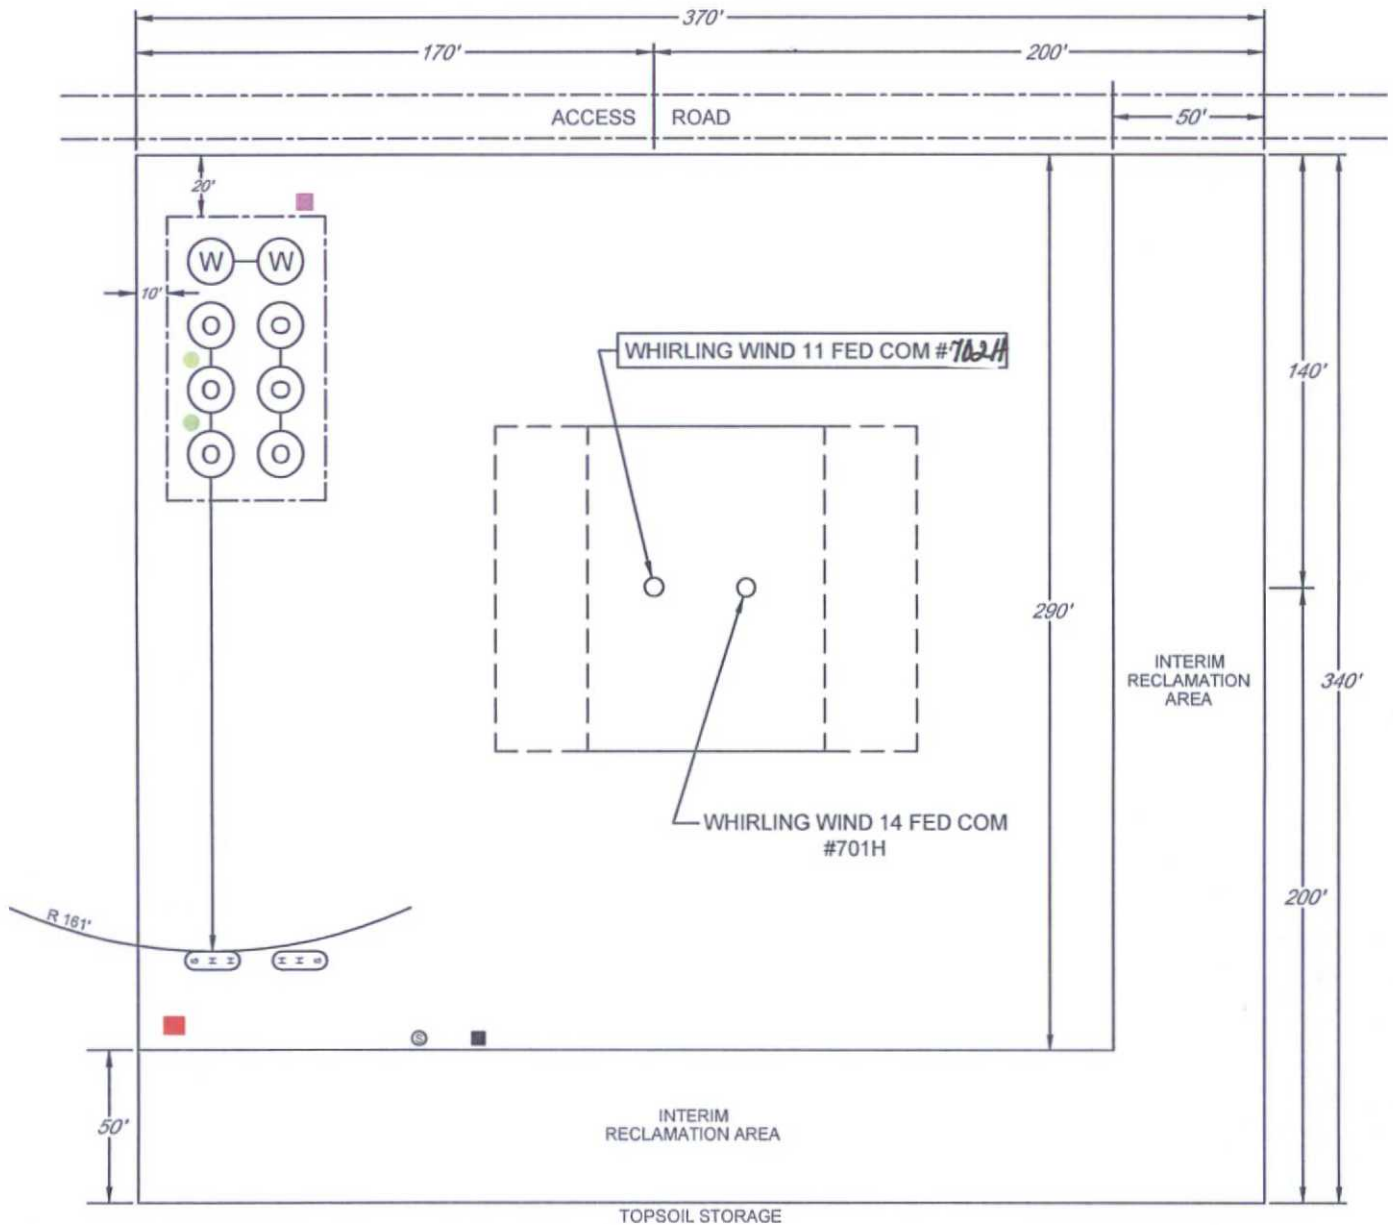 370'
170'
200'
ACCESS ROAD
50'
20'
W W
10'
O O
WHIRLING WIND 11 FED COM #702H
140'
O O
O O
290'
INTERIM
RECLAMATION
AREA
340'
WHIRLING WIND 14 FED COM
#701H
200'
R 161'
S H H
H H S
S
50'
INTERIM
RECLAMATION AREA
TOPSOIL STORAGE